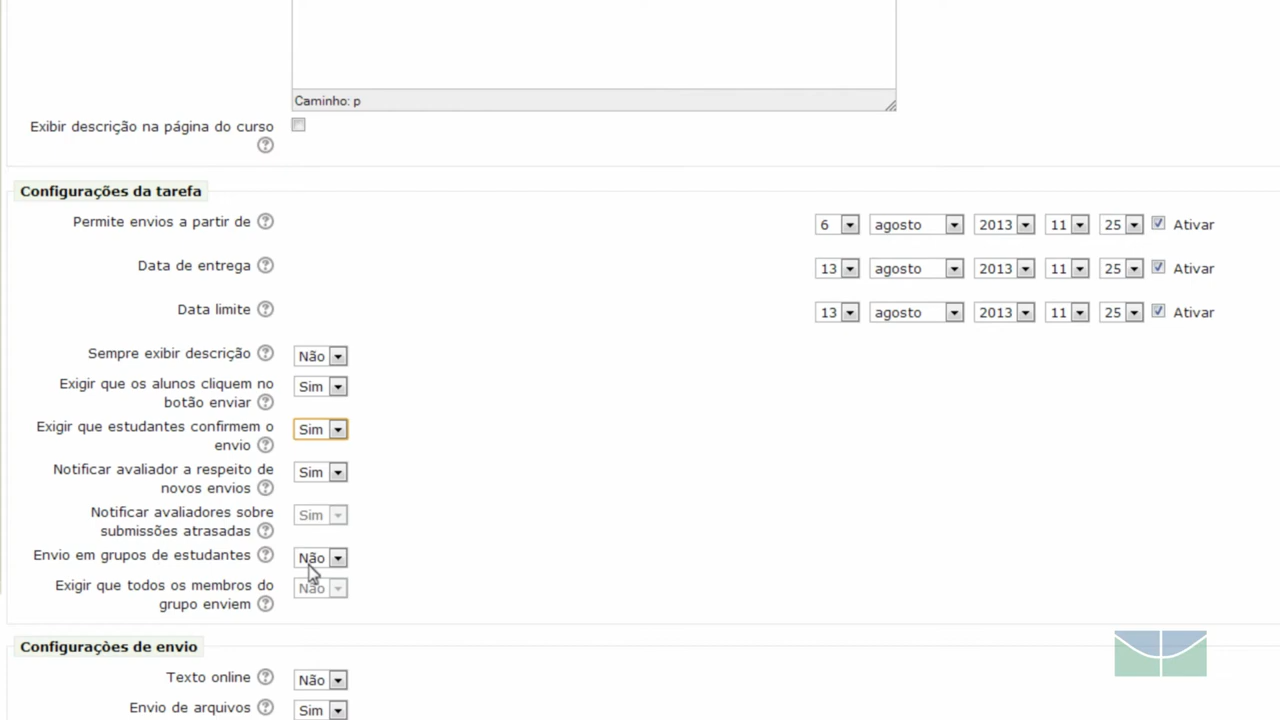 Caminho: p
Exibir descrição na página do curso
Configurações da tarefa
Permite envios a partir de 6 agosto 2013 11 25 Ativar
Data de entrega 13 agosto 2013 11 25 Ativar
Data limite 13 agosto 2013 11 25 Ativar
Sempre exibir descrição Não
Exigir que os alunos cliquem no
botão enviar Sim
Exigir que estudantes confirmem o
envio Sim
Notificar avaliador a respeito de
novos envios Sim
Notificar avaliadores sobre
submissões atrasadas Sim
Envio em grupos de estudantes Não
Exigir que todos os membros do
grupo enviem Não
Configuraçòes de envio
Texto online Não
Envio de arquivos Sim